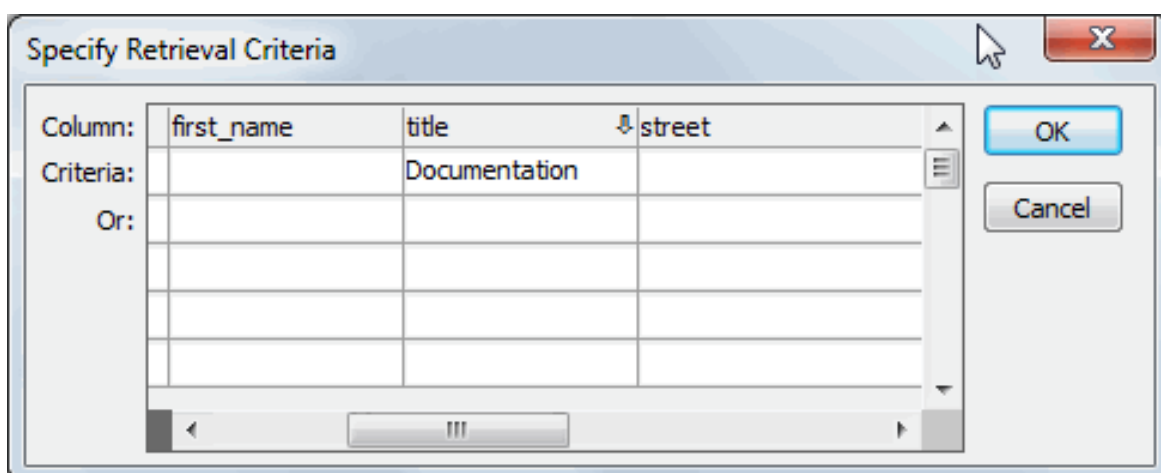 Specify Retrieval Criteria
Column: first_name title street
Criteria: Documentation
Or:
OK
Cancel